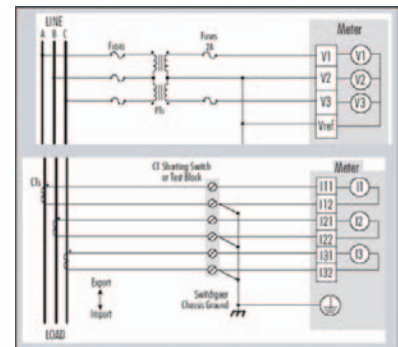 LINE
A B C
Fuses
Fuses
2A
PTs
Meter
V1 V1
V2 V2
V3 V3
Vref
CT Shorting Switch
or Test Block
CTs
Meter
I11 I1
I12
I21 I2
I22
I31 I3
I32
Export
Import
Switchgear
Chassis Ground
LOAD